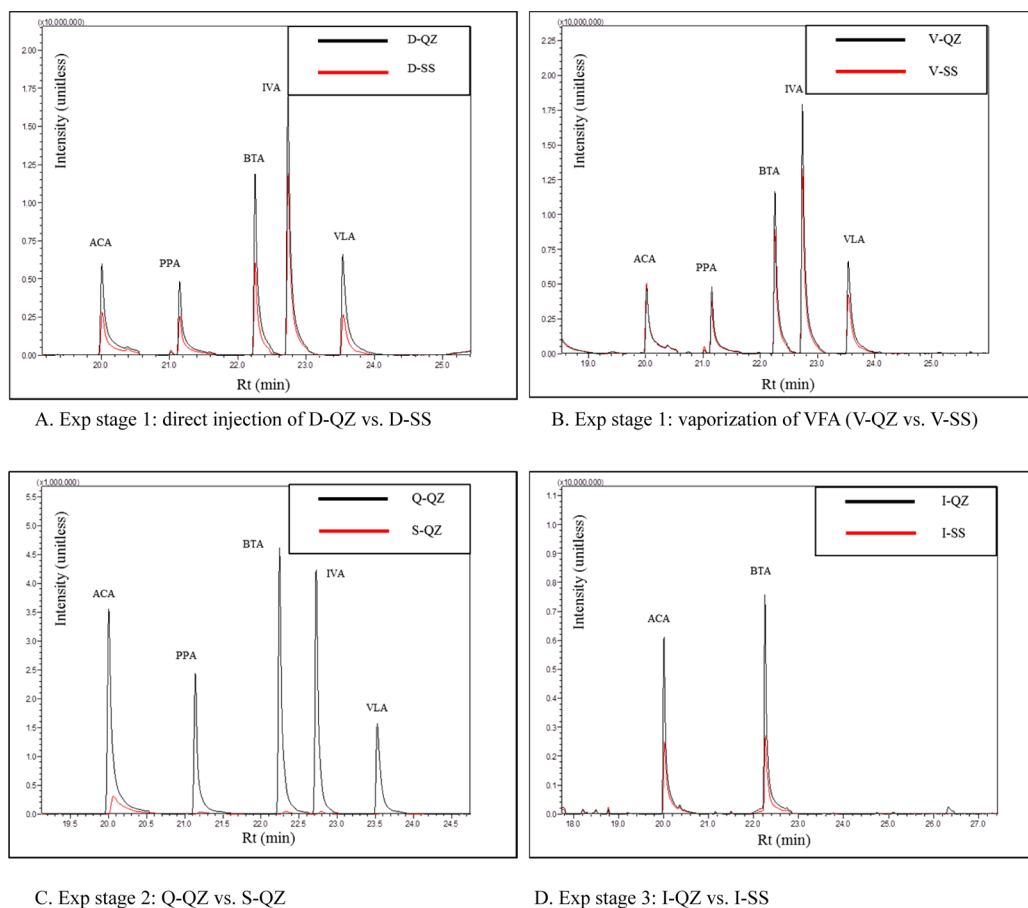 (x10,000,000)
2.00
1.75
1.50
1.25
1.00
0.75
0.50
0.25
0.00
Intensity (unitless)
D-QZ
D-SS
ACA
PPA
BTA
IVA
VLA
20.0 21.0 22.0 23.0 24.0 25.0
Rt (min)
A. Exp stage 1: direct injection of D-QZ vs. D-SS
(x10,000,000)
2.25
2.00
1.75
1.50
1.25
1.00
0.75
0.50
0.25
0.00
Intensity (unitless)
V-QZ
V-SS
ACA
PPA
BTA
IVA
VLA
19.0 20.0 21.0 22.0 23.0 24.0 25.0
Rt (min)
B. Exp stage 1: vaporization of VFA (V-QZ vs. V-SS)
(x1,000,000)
5.5
5.0
4.5
4.0
3.5
3.0
2.5
2.0
1.5
1.0
0.5
0.0
Intensity (unitless)
Q-QZ
S-QZ
ACA
PPA
BTA
IVA
VLA
19.5 20.0 20.5 21.0 21.5 22.0 22.5 23.0 23.5 24.0 24.5
Rt (min)
C. Exp stage 2: Q-QZ vs. S-QZ
(x10,000,000)
1.1
1.0
0.9
0.8
0.7
0.6
0.5
0.4
0.3
0.2
0.1
0.0
Intensity (unitless)
I-QZ
I-SS
ACA
BTA
18.0 19.0 20.0 21.0 22.0 23.0 24.0 25.0 26.0 27.0
Rt (min)
D. Exp stage 3: I-QZ vs. I-SS